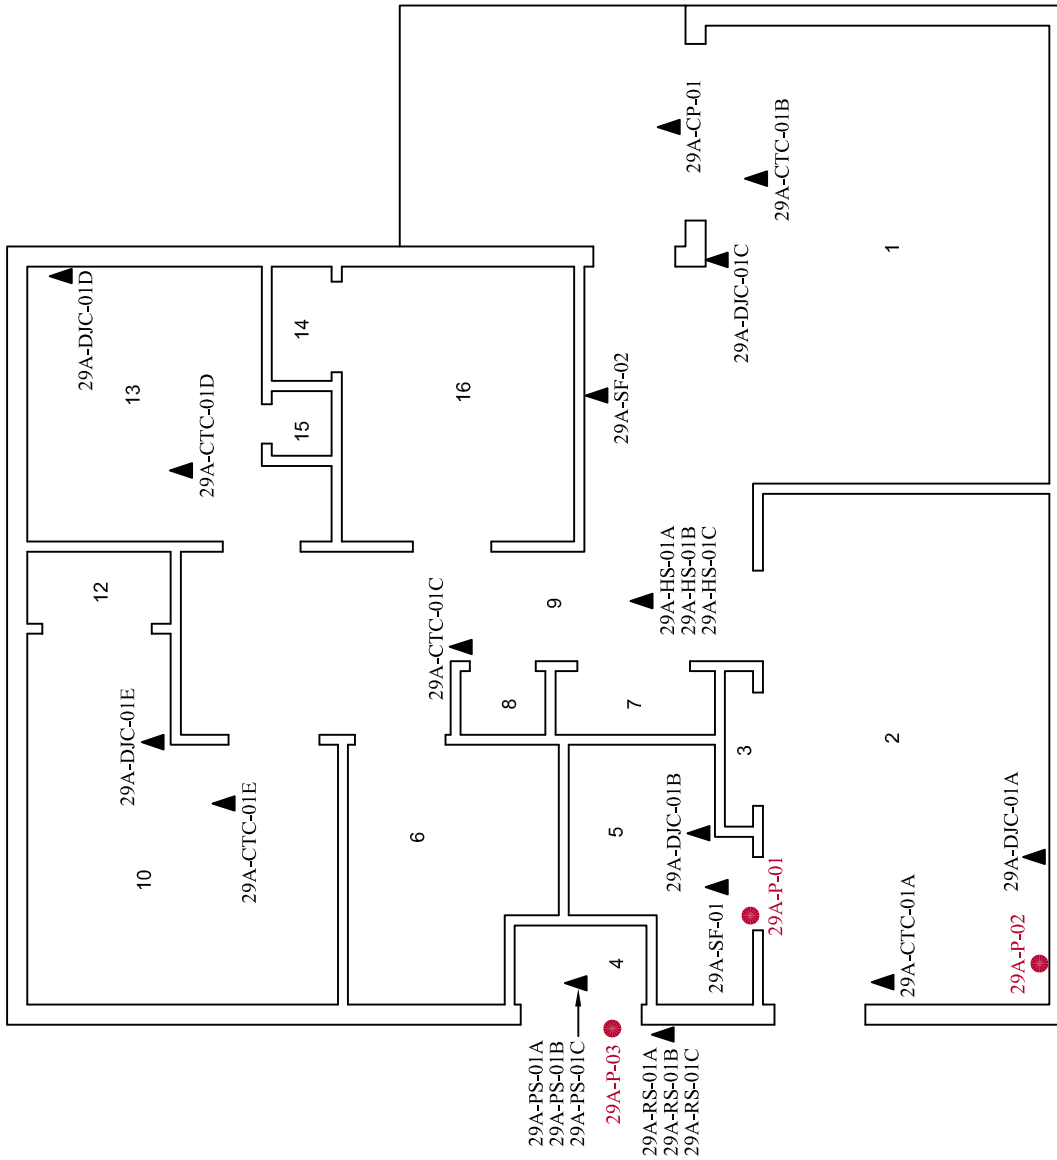 29A-DJC-01D
13
29A-CTC-01D
14
15
16
29A-CP-01
29A-CTC-01B
1
29A-DJC-01C
29A-SF-02
12
29A-DJC-01E
29A-CTC-01E
10
29A-CTC-01C
9
8
7
29A-HS-01A
29A-HS-01B
29A-HS-01C
6
5
3
2
29A-DJC-01B
29A-SF-01
29A-P-01
29A-DJC-01A
29A-CTC-01A
29A-P-02
4
29A-PS-01A
29A-PS-01B
29A-PS-01C
29A-P-03
29A-RS-01A
29A-RS-01B
29A-RS-01C